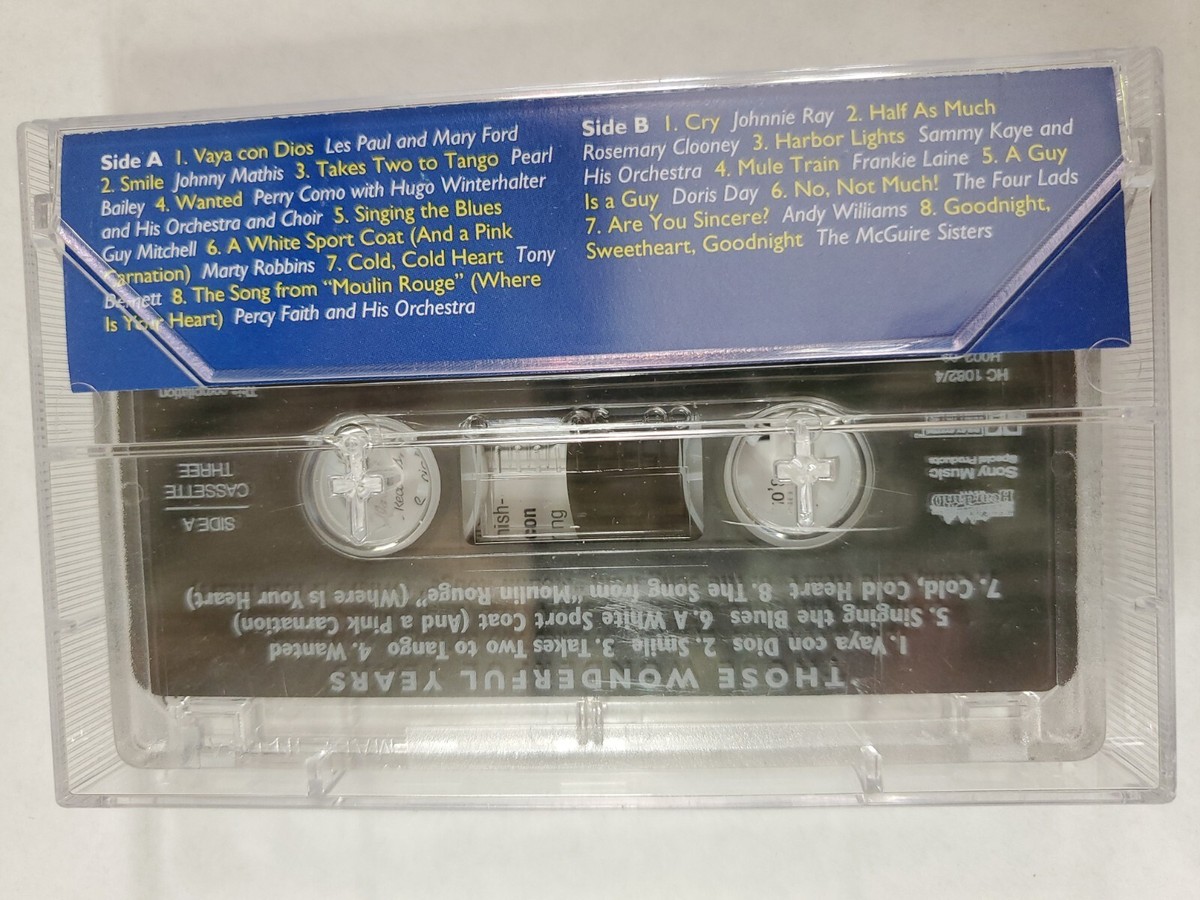 Side A 1. Vaya con Dios Les Paul and Mary Ford
2. Smile Johnny Mathis 3. Takes Two to Tango Pearl
Bailey 4. Wanted Perry Como with Hugo Winterhalter
and His Orchestra and Choir 5. Singing the Blues
Guy Mitchell 6. A White Sport Coat (And a Pink
Carnation) Marty Robbins 7. Cold, Cold Heart Tony
Bennett 8. The Song from “Moulin Rouge” (Where
Is Your Heart) Percy Faith and His Orchestra
Side B 1. Cry Johnnie Ray 2. Half As Much
Rosemary Clooney 3. Harbor Lights Sammy Kaye and
His Orchestra 4. Mule Train Frankie Laine 5. A Guy
Is a Guy Doris Day 6. No, Not Much! The Four Lads
7. Are You Sincere? Andy Williams 8. Goodnight,
Sweetheart, Goodnight The McGuire Sisters
THOSE WONDERFUL YEARS
1. Vaya con Dios 2. Smile 3. Takes Two to Tango 4. Wanted
5. Singing the Blues 6. A White Sport Coat (And a Pink Carnation)
7. Cold, Cold Heart 8. The Song from “Moulin Rouge” (Where Is Your Heart)
SIDE A
CASSETTE
THREE
Sony Music
Special Products
HC 1082/4
This compilation